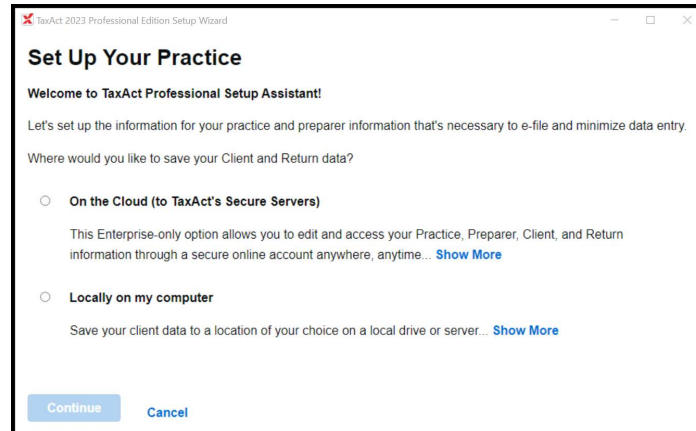 TaxAct 2023 Professional Edition Setup Wizard
Set Up Your Practice
Welcome to TaxAct Professional Setup Assistant!
Let's set up the information for your practice and preparer information that's necessary to e-file and minimize data entry.
Where would you like to save your Client and Return data?
On the Cloud (to TaxAct's Secure Servers)
This Enterprise-only option allows you to edit and access your Practice, Preparer, Client, and Return
information through a secure online account anywhere, anytime... Show More
Locally on my computer
Save your client data to a location of your choice on a local drive or server... Show More
Continue
Cancel